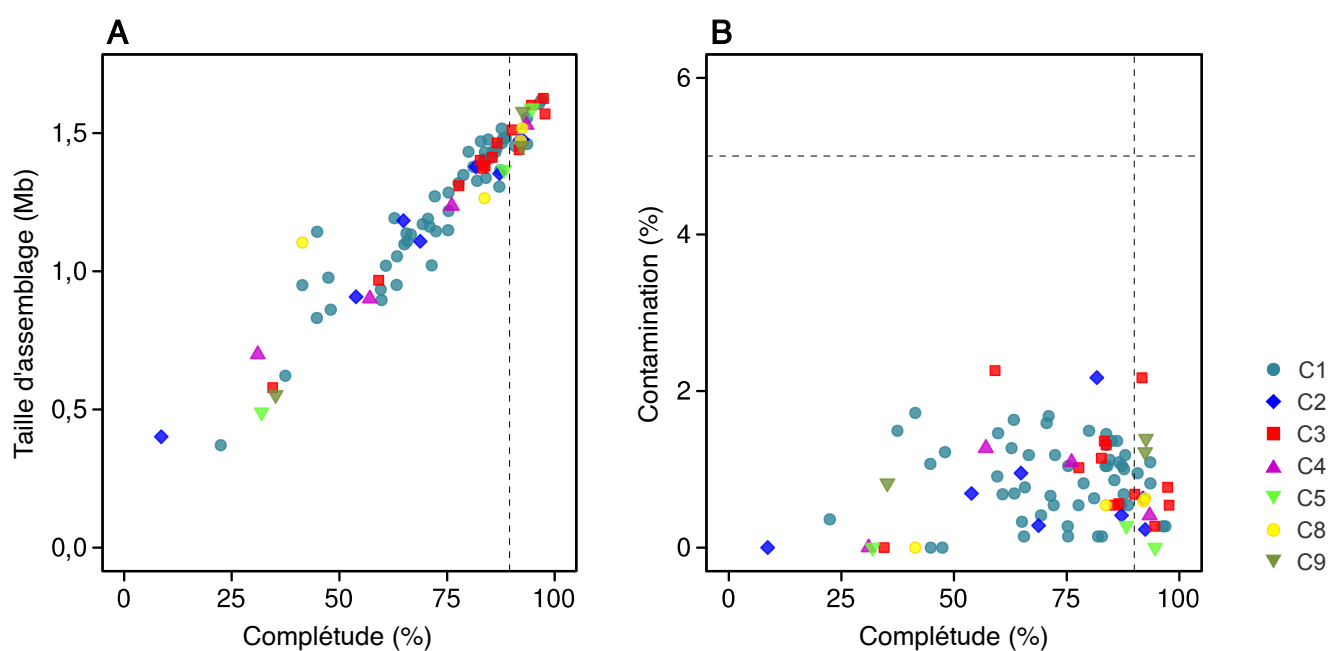 A
B
Taille d'assemblage (Mb)
1,5
1,0
0,5
0,0
0 25 50 75 100
Complétude (%)
Contamination (%)
6
4
2
0
0 25 50 75 100
Complétude (%)
C1
C2
C3
C4
C5
C8
C9